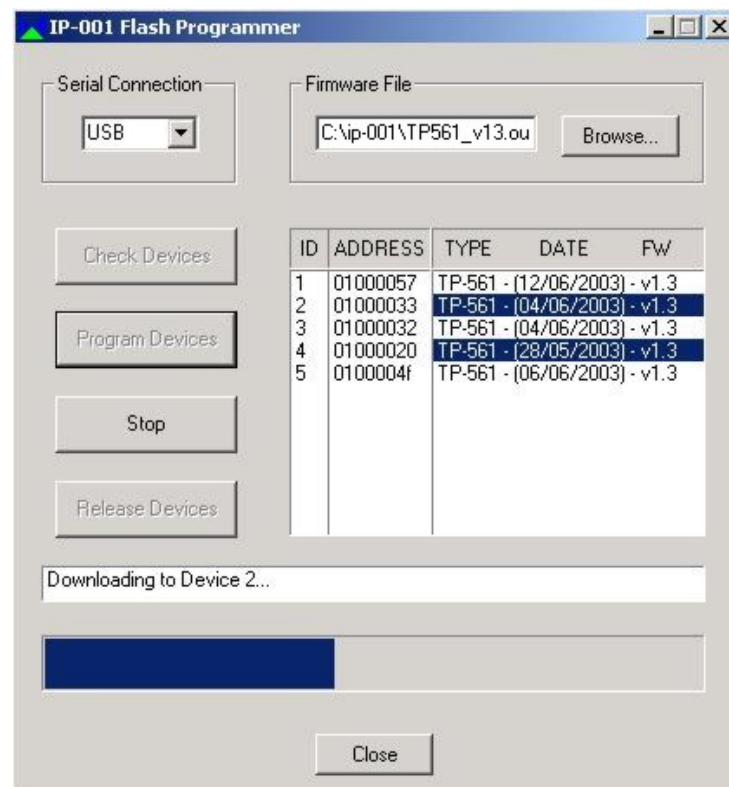 IP-001 Flash Programmer
Serial Connection
Firmware File
USB
C:\ip-001\TP561_v13.ou
Browse...
Check Devices
Program Devices
Stop
Release Devices
ID ADDRESS TYPE DATE FW
1 01000057 TP-561 - (12/06/2003) - v1.3
2 01000033 TP-561 - (04/06/2003) - v1.3
3 01000032 TP-561 - (04/06/2003) - v1.3
4 01000020 TP-561 - (28/05/2003) - v1.3
5 0100004f TP-561 - (06/06/2003) - v1.3
Downloading to Device 2...
Close